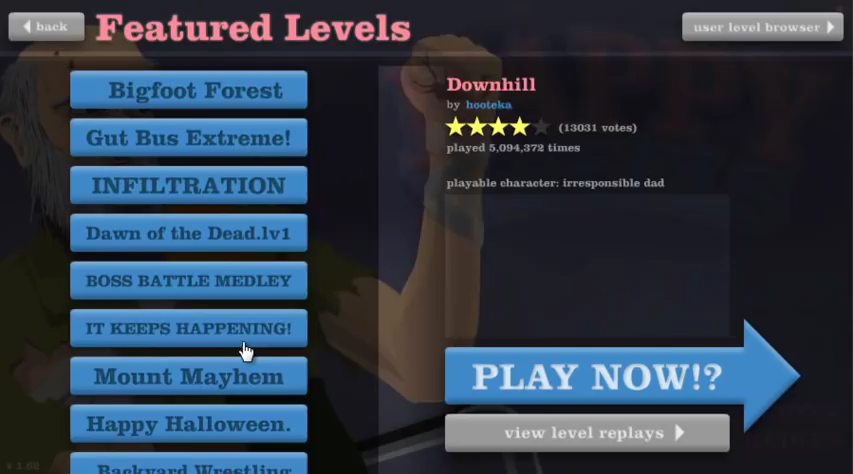 back
Featured Levels
user level browser
Bigfoot Forest
Gut Bus Extreme!
INFILTRATION
Dawn of the Dead.lv1
BOSS BATTLE MEDLEY
IT KEEPS HAPPENING!
Mount Mayhem
Happy Halloween.
Backyard Wrestling
Downhill
by hooteka
(13031 votes)
played 5,094,372 times
playable character: irresponsible dad
PLAY NOW!?
view level replays